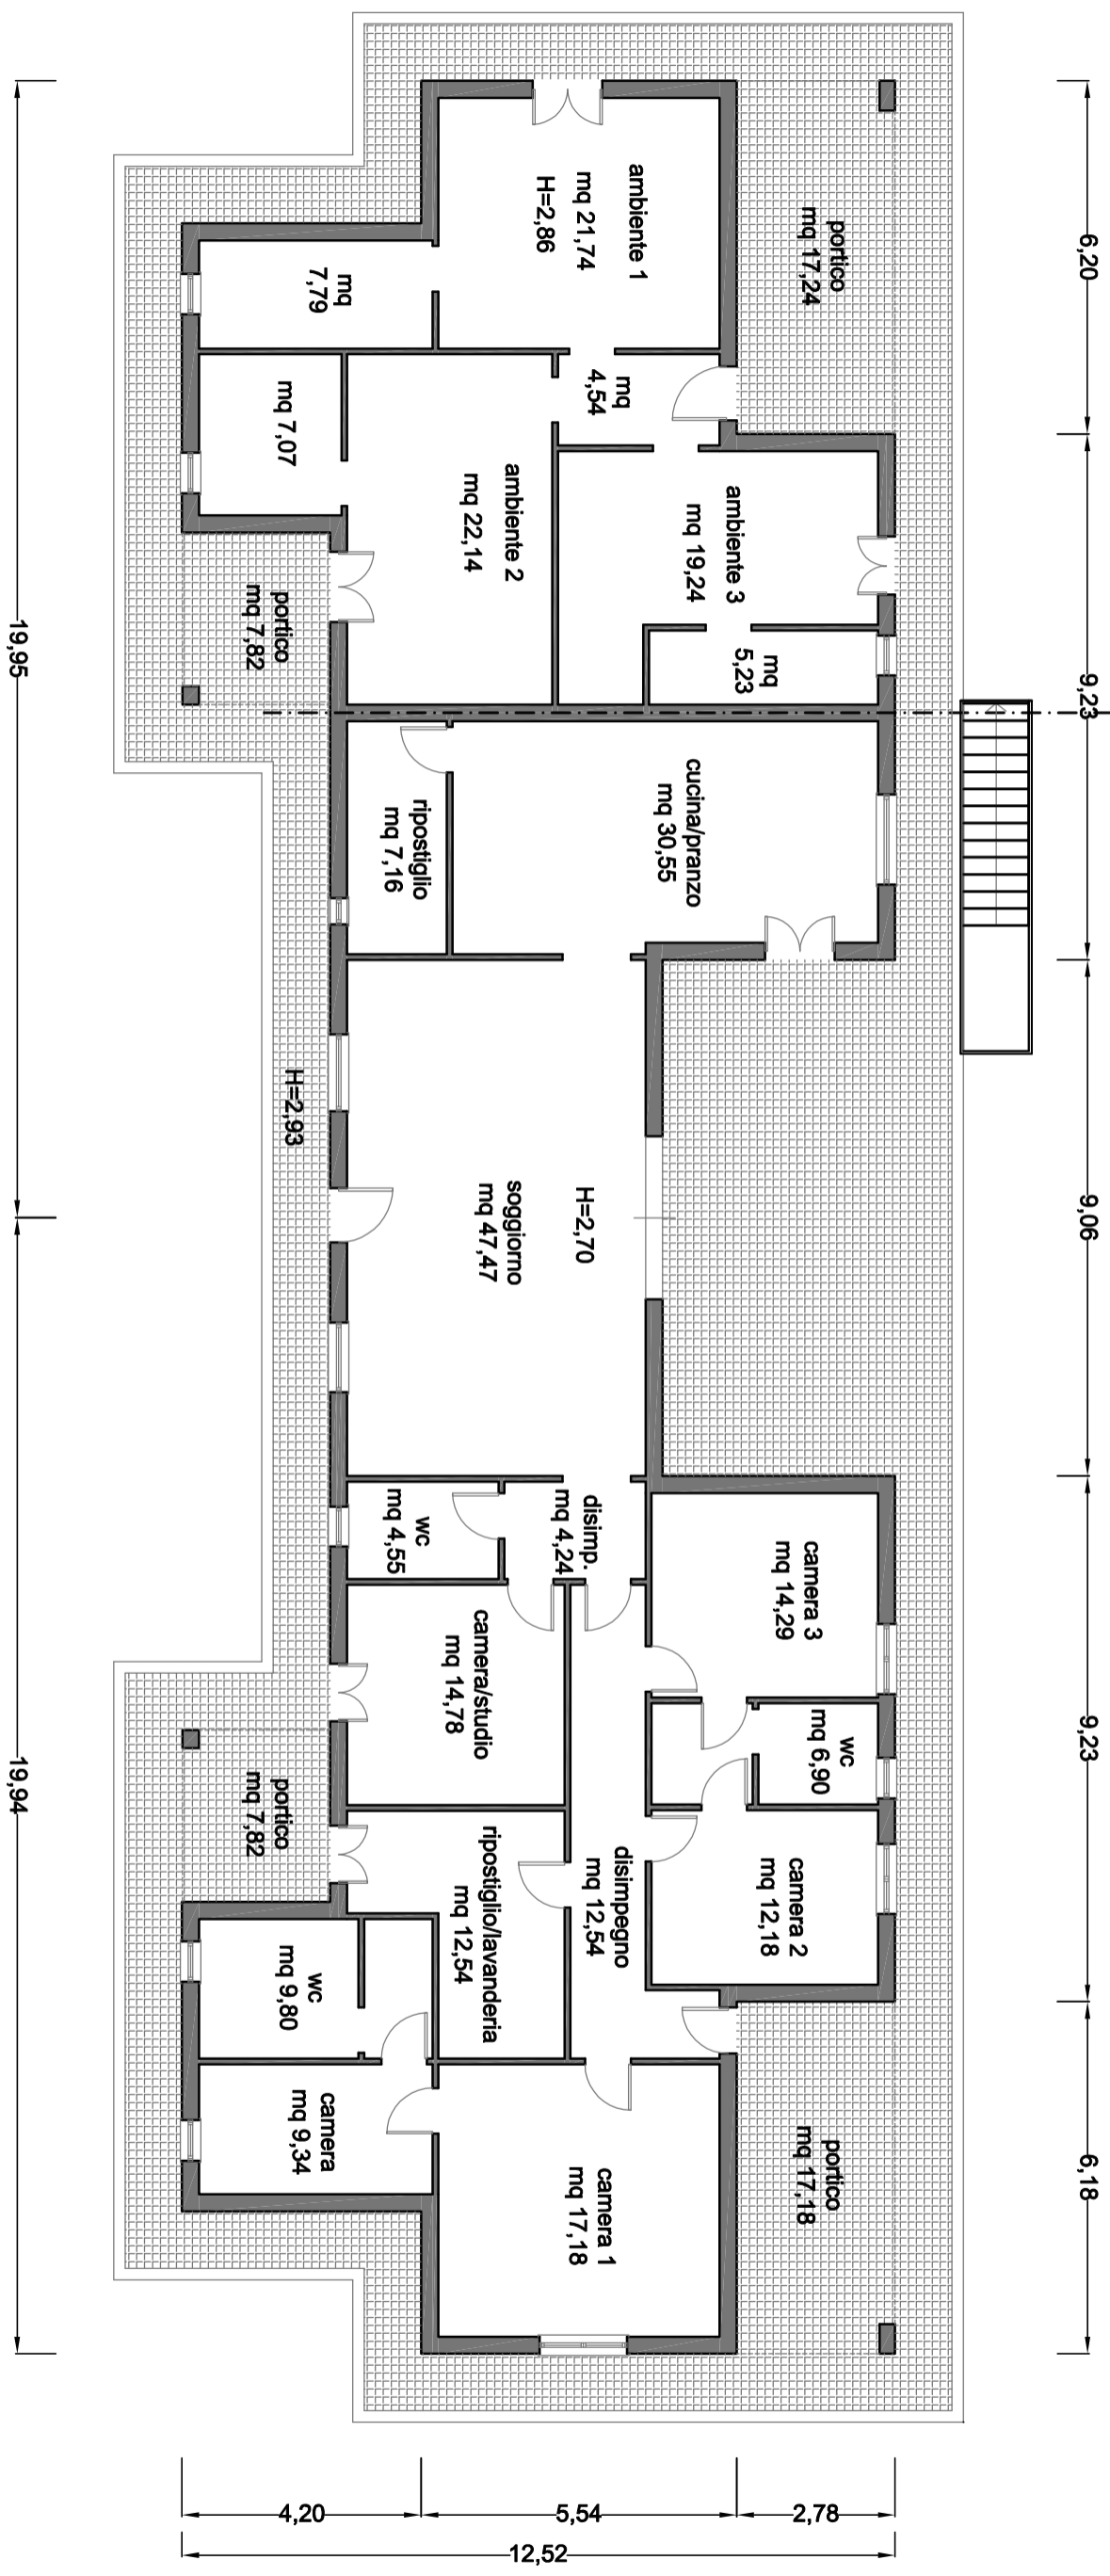 6,20
9,23
9,06
9,23
6,18
portico
mq 17,24
ambiente 1
mq 21,74
H=2,86
mq
7,79
mq
4,54
mq 7,07
ambiente 2
mq 22,14
ambiente 3
mq 19,24
mq
5,23
portico
mq 7,82
cucina/pranzo
mq 30,55
ripostiglio
mq 7,16
H=2,93
H=2,70
soggiorno
mq 47,47
disimp.
mq 4,24
wc
mq 4,55
camera 3
mq 14,29
camera/studio
mq 14,78
wc
mq 6,90
portico
mq 7,82
ripostiglio/lavanderia
mq 12,54
disimpegno
mq 12,54
camera 2
mq 12,18
wc
mq 9,80
camera
mq 9,34
camera 1
mq 17,18
portico
mq 17,18
19,95
19,94
2,78
5,54
4,20
12,52